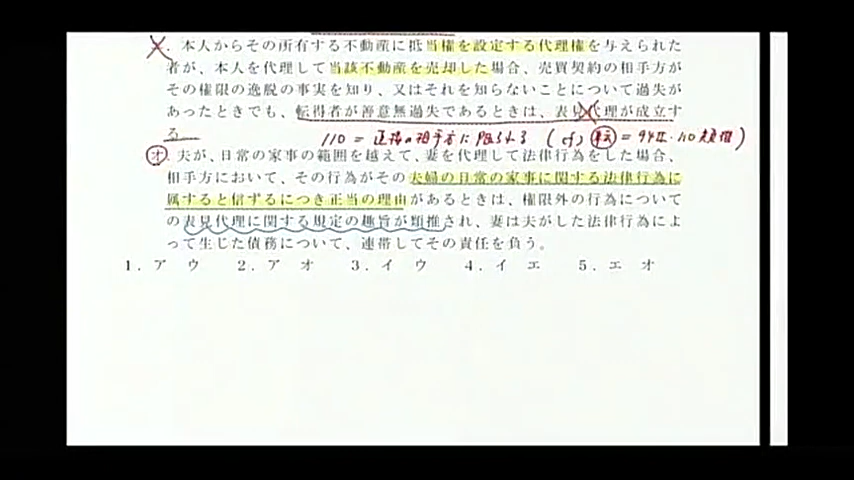 ．本人からその所有する不動産に抵当権を設定する代理権を与えられた
者が、本人を代理して当該不動産を売却した場合、売買契約の相手方が
その権限の逸脱の事実を知り、又はそれを知らないことについて過失が
あったときでも、転得者が善意無過失であるときは、表見代理が成立す
る。
110＝直接の相手方に限られる（cf）転＝94Ⅱ・110類推）
オ．夫が、日常の家事の範囲を越えて、妻を代理して法律行為をした場合、
相手方において、その行為がその夫婦の日常の家事に関する法律行為に
属すると信ずるにつき正当の理由があるときは、権限外の行為について
の表見代理に関する規定の趣旨が類推され、妻は夫がした法律行為によ
って生じた債務について、連帯してその責任を負う。
1．ア ウ 2．ア オ 3．イ ウ 4．イ エ 5．エ オ